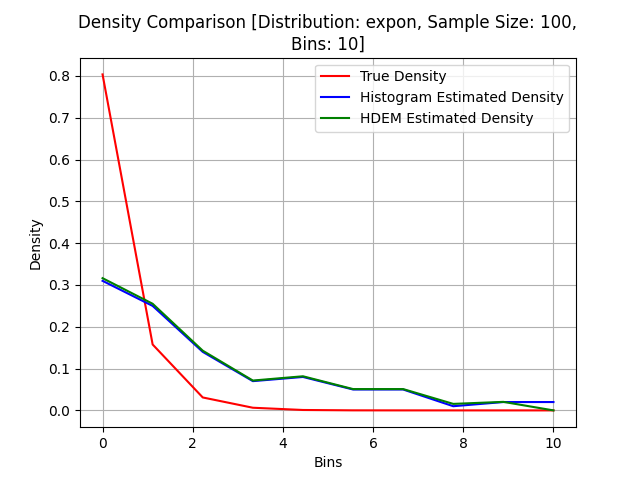 Density Comparison [Distribution: expon, Sample Size: 100,
Bins: 10]
True Density
Histogram Estimated Density
HDEM Estimated Density
Density
0.8
0.7
0.6
0.5
0.4
0.3
0.2
0.1
0.0
0 2 4 6 8 10
Bins